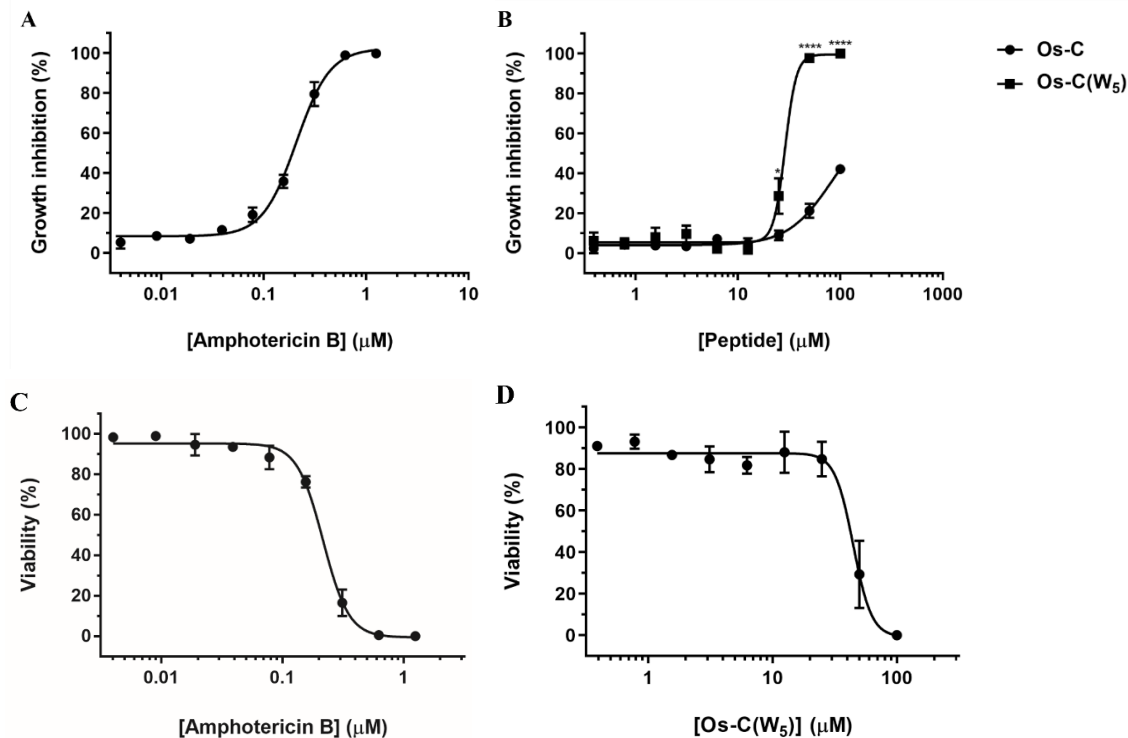 A
Growth inhibition (%)
100
80
60
40
20
0
0.01
0.1
1
10
[Amphotericin B] (μM)
B
Growth inhibition (%)
100
80
60
40
20
0
*
****
****
1
10
100
1000
[Peptide] (μM)
Os-C
Os-C(W₅)
C
Viability (%)
100
80
60
40
20
0
0.01
0.1
1
[Amphotericin B] (μM)
D
Viability (%)
100
80
60
40
20
0
1
10
100
[Os-C(W₅)] (μM)